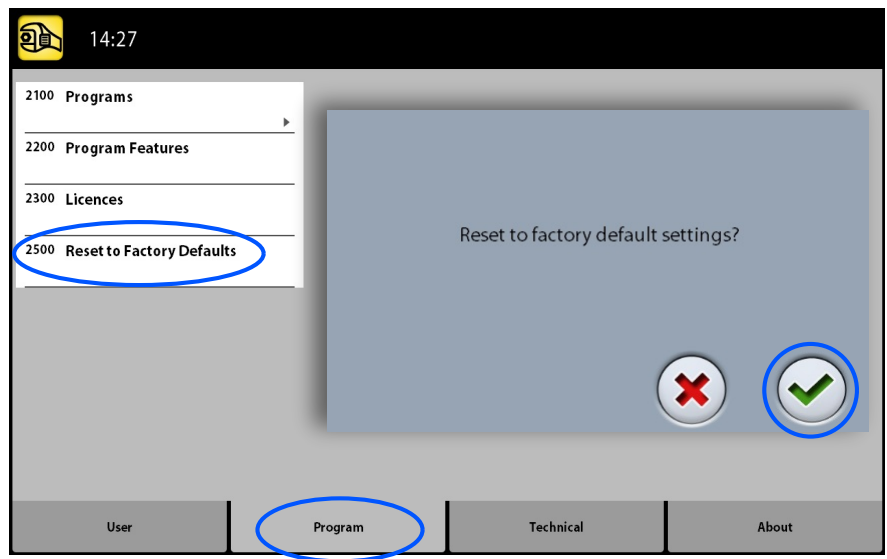 14:27
2100 Programs
2200 Program Features
2300 Licences
2500 Reset to Factory Defaults
Reset to factory default settings?
User
Program
Technical
About